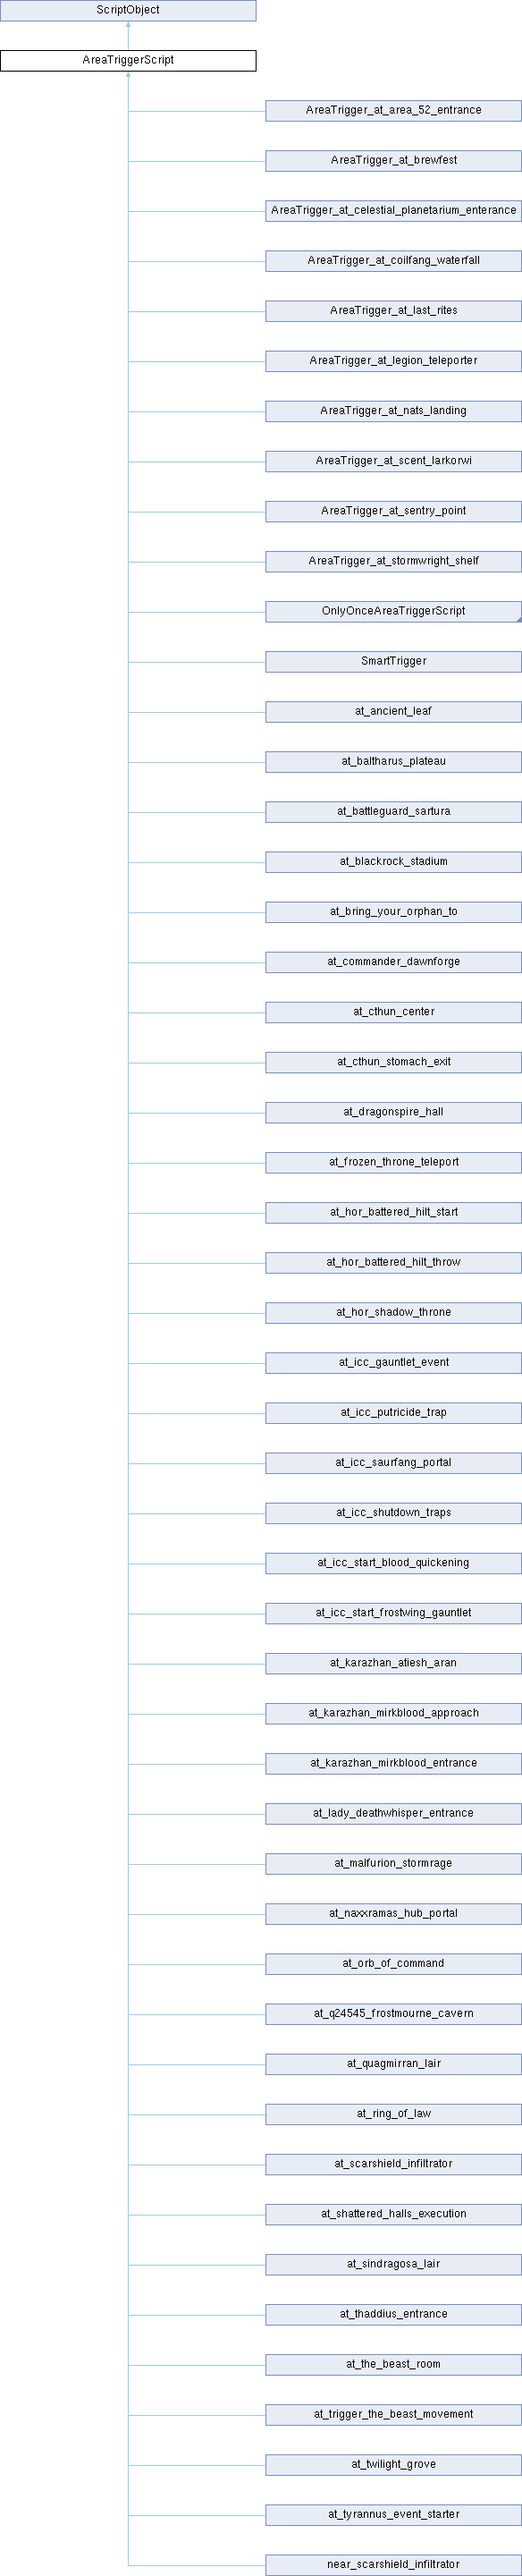 ScriptObject
AreaTriggerScript
AreaTrigger_at_area_52_entrance
AreaTrigger_at_brewfest
AreaTrigger_at_celestial_planetarium_enterance
AreaTrigger_at_coilfang_waterfall
AreaTrigger_at_last_rites
AreaTrigger_at_legion_teleporter
AreaTrigger_at_nats_landing
AreaTrigger_at_scent_larkorwi
AreaTrigger_at_sentry_point
AreaTrigger_at_stormwright_shelf
OnlyOnceAreaTriggerScript
SmartTrigger
at_ancient_leaf
at_baltharus_plateau
at_battleguard_sartura
at_blackrock_stadium
at_bring_your_orphan_to
at_commander_dawnforge
at_cthun_center
at_cthun_stomach_exit
at_dragonspire_hall
at_frozen_throne_teleport
at_hor_battered_hilt_start
at_hor_battered_hilt_throw
at_hor_shadow_throne
at_icc_gauntlet_event
at_icc_putricide_trap
at_icc_saurfang_portal
at_icc_shutdown_traps
at_icc_start_blood_quickening
at_icc_start_frostwing_gauntlet
at_karazhan_atiesh_aran
at_karazhan_mirkblood_approach
at_karazhan_mirkblood_entrance
at_lady_deathwhisper_entrance
at_malfurion_stormrage
at_naxxramas_hub_portal
at_orb_of_command
at_q24545_frostmourne_cavern
at_quagmirran_lair
at_ring_of_law
at_scarshield_infiltrator
at_shattered_halls_execution
at_sindragosa_lair
at_thaddius_entrance
at_the_beast_room
at_trigger_the_beast_movement
at_twilight_grove
at_tyrannus_event_starter
near_scarshield_infiltrator